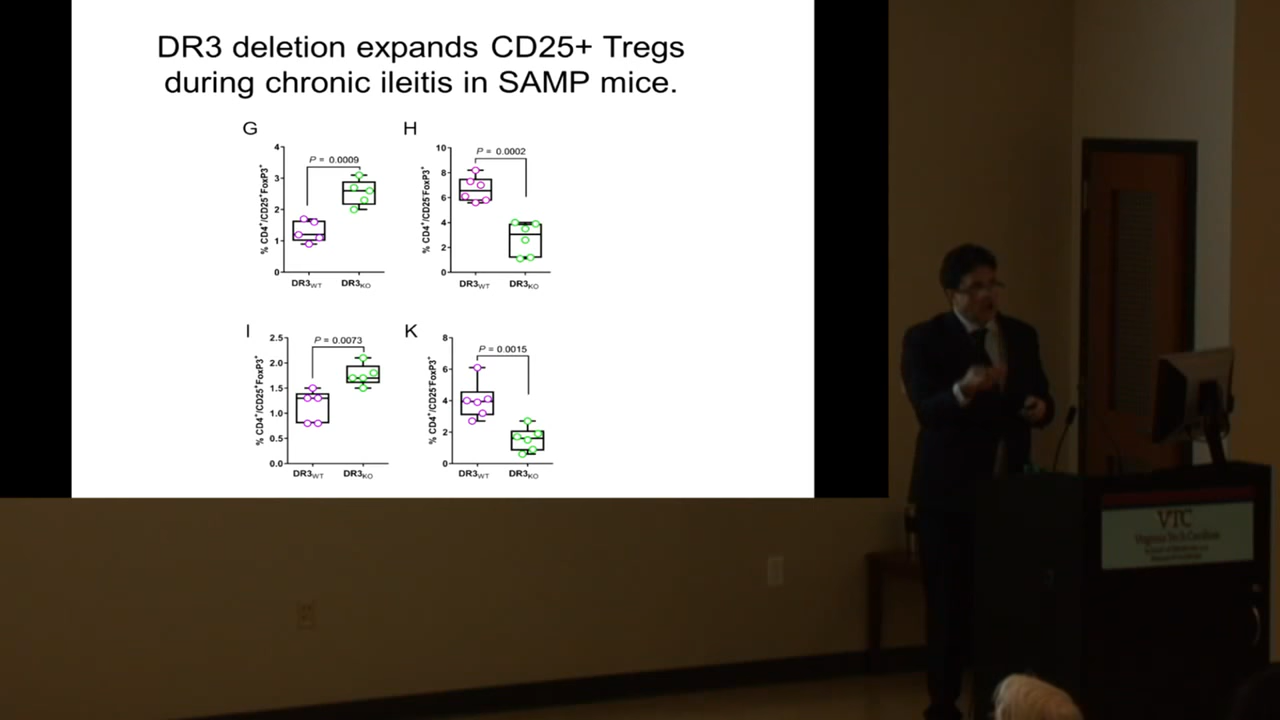 DR3 deletion expands CD25+ Tregs
during chronic ileitis in SAMP mice.
G
H
4
3
2
1
0
% CD4+/CD25+FoxP3+
P = 0.0009
DR3WT
DR3KO
10
8
6
4
2
0
% CD4+/CD25-FoxP3+
P = 0.0002
DR3WT
DR3KO
I
K
2.5
2.0
1.5
1.0
0.5
0.0
% CD4+/CD25+FoxP3+
P = 0.0073
DR3WT
DR3KO
8
6
4
2
0
% CD4+/CD25-FoxP3+
P = 0.0015
DR3WT
DR3KO
VTC
Virginia Tech Carilion